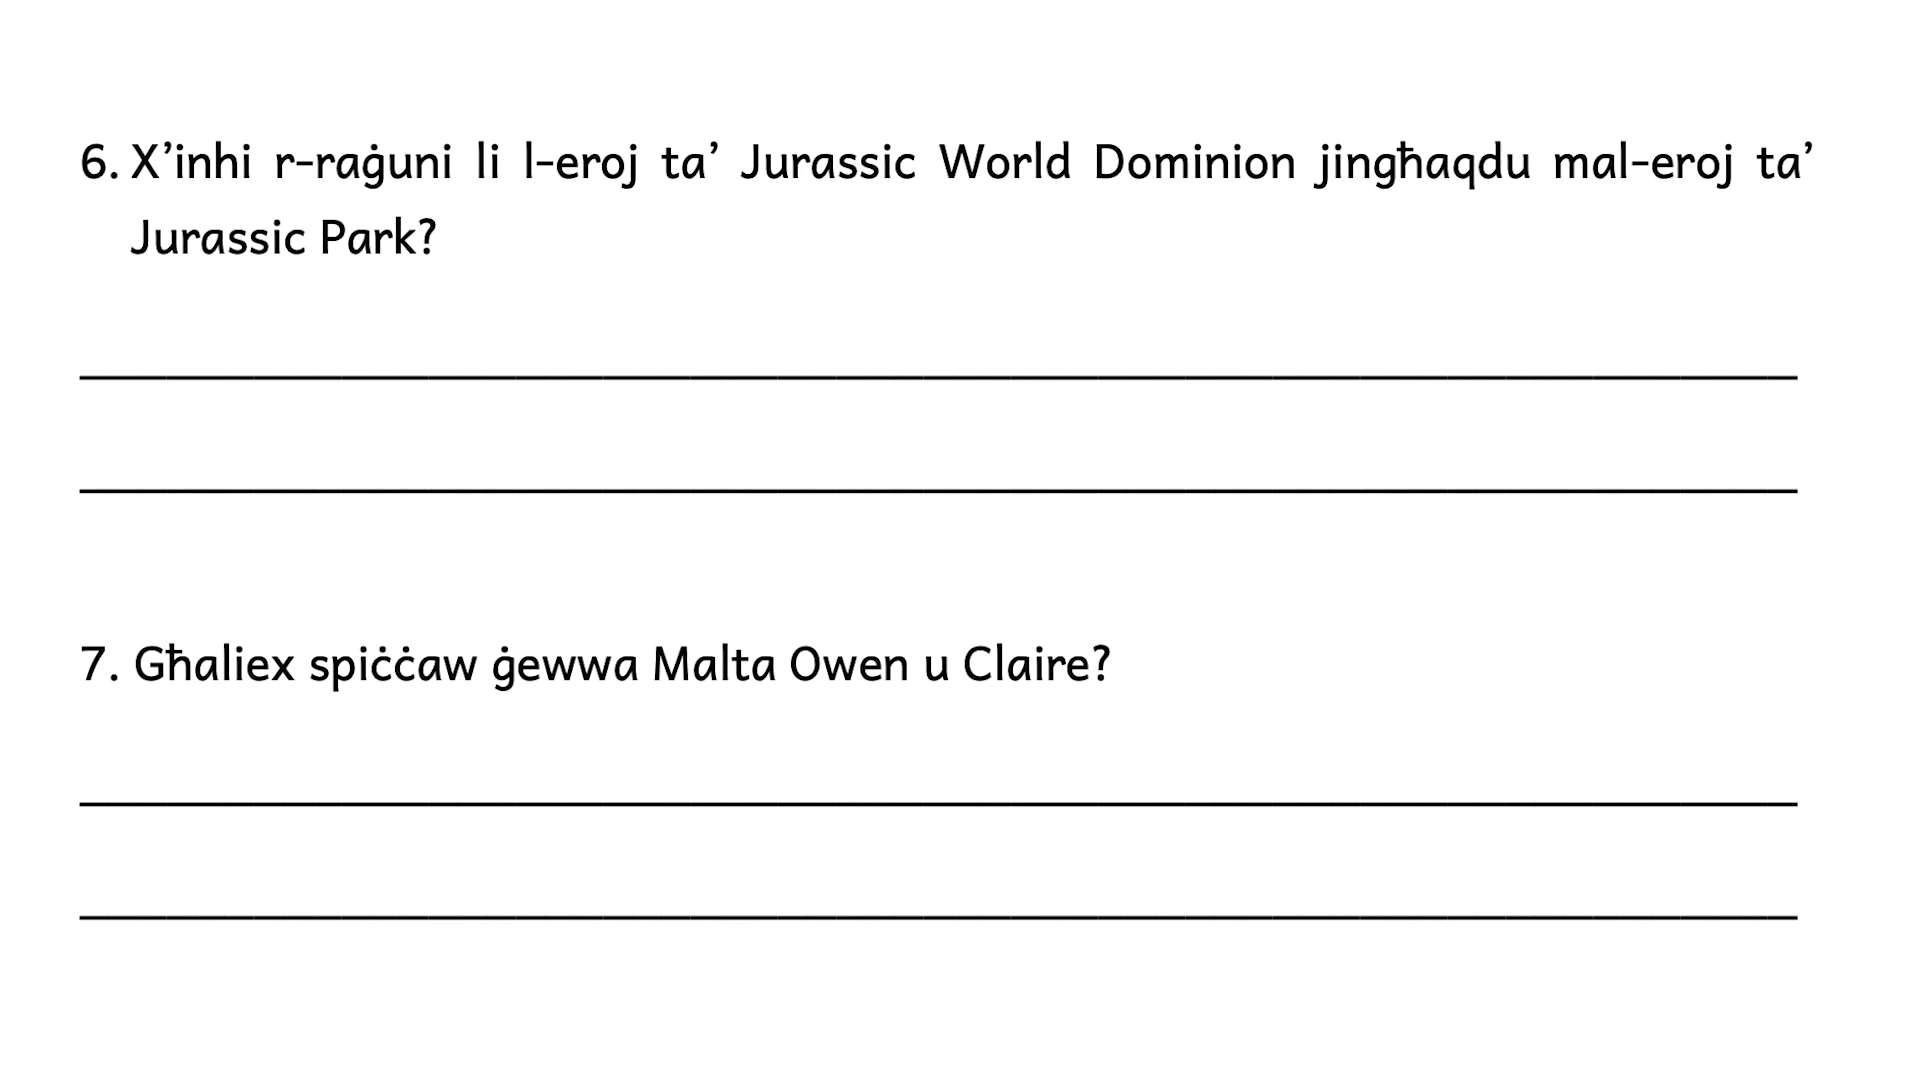 6. X’inhi r-raġuni li l-eroj ta’ Jurassic World Dominion jingħaqdu mal-eroj ta’
Jurassic Park?
7. Għaliex spiċċaw ġewwa Malta Owen u Claire?